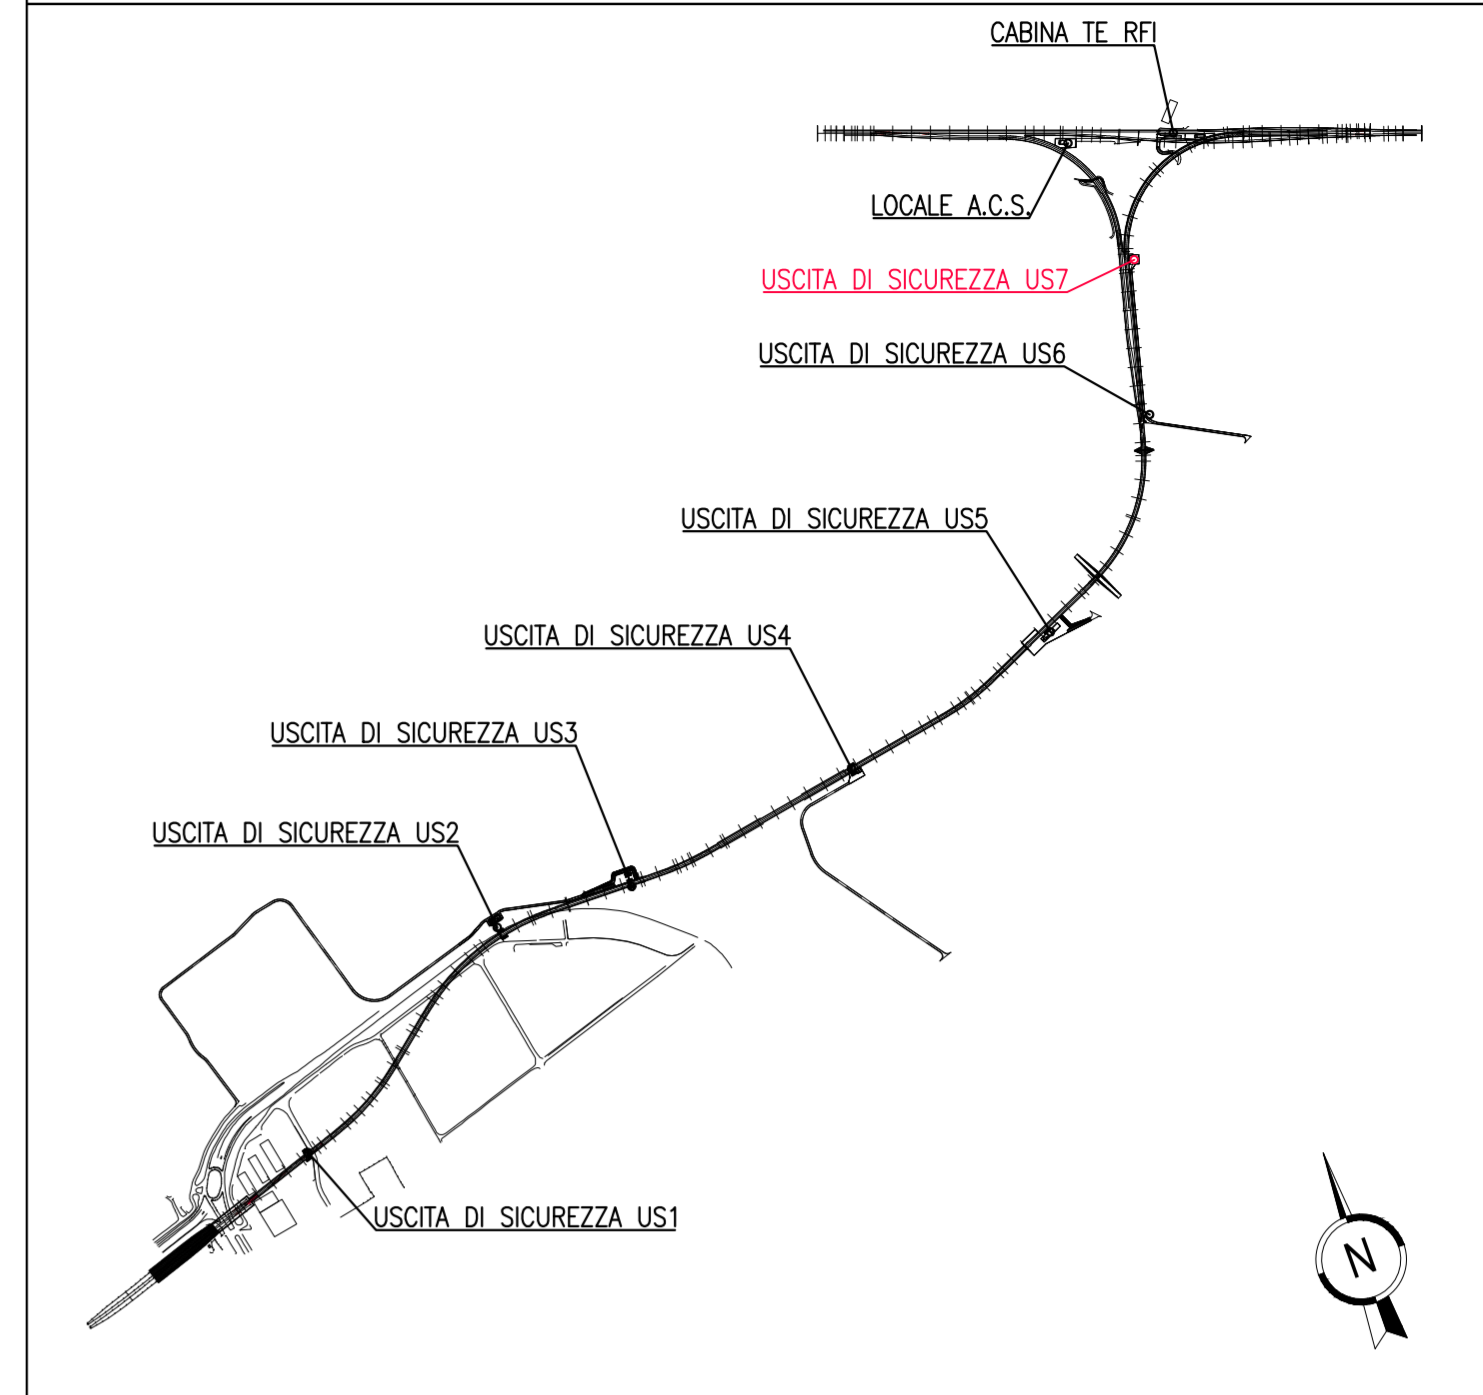 CABINA TE RFI
LOCALE A.C.S.
USCITA DI SICUREZZA US7
USCITA DI SICUREZZA US6
USCITA DI SICUREZZA US5
USCITA DI SICUREZZA US4
USCITA DI SICUREZZA US3
USCITA DI SICUREZZA US2
USCITA DI SICUREZZA US1
N